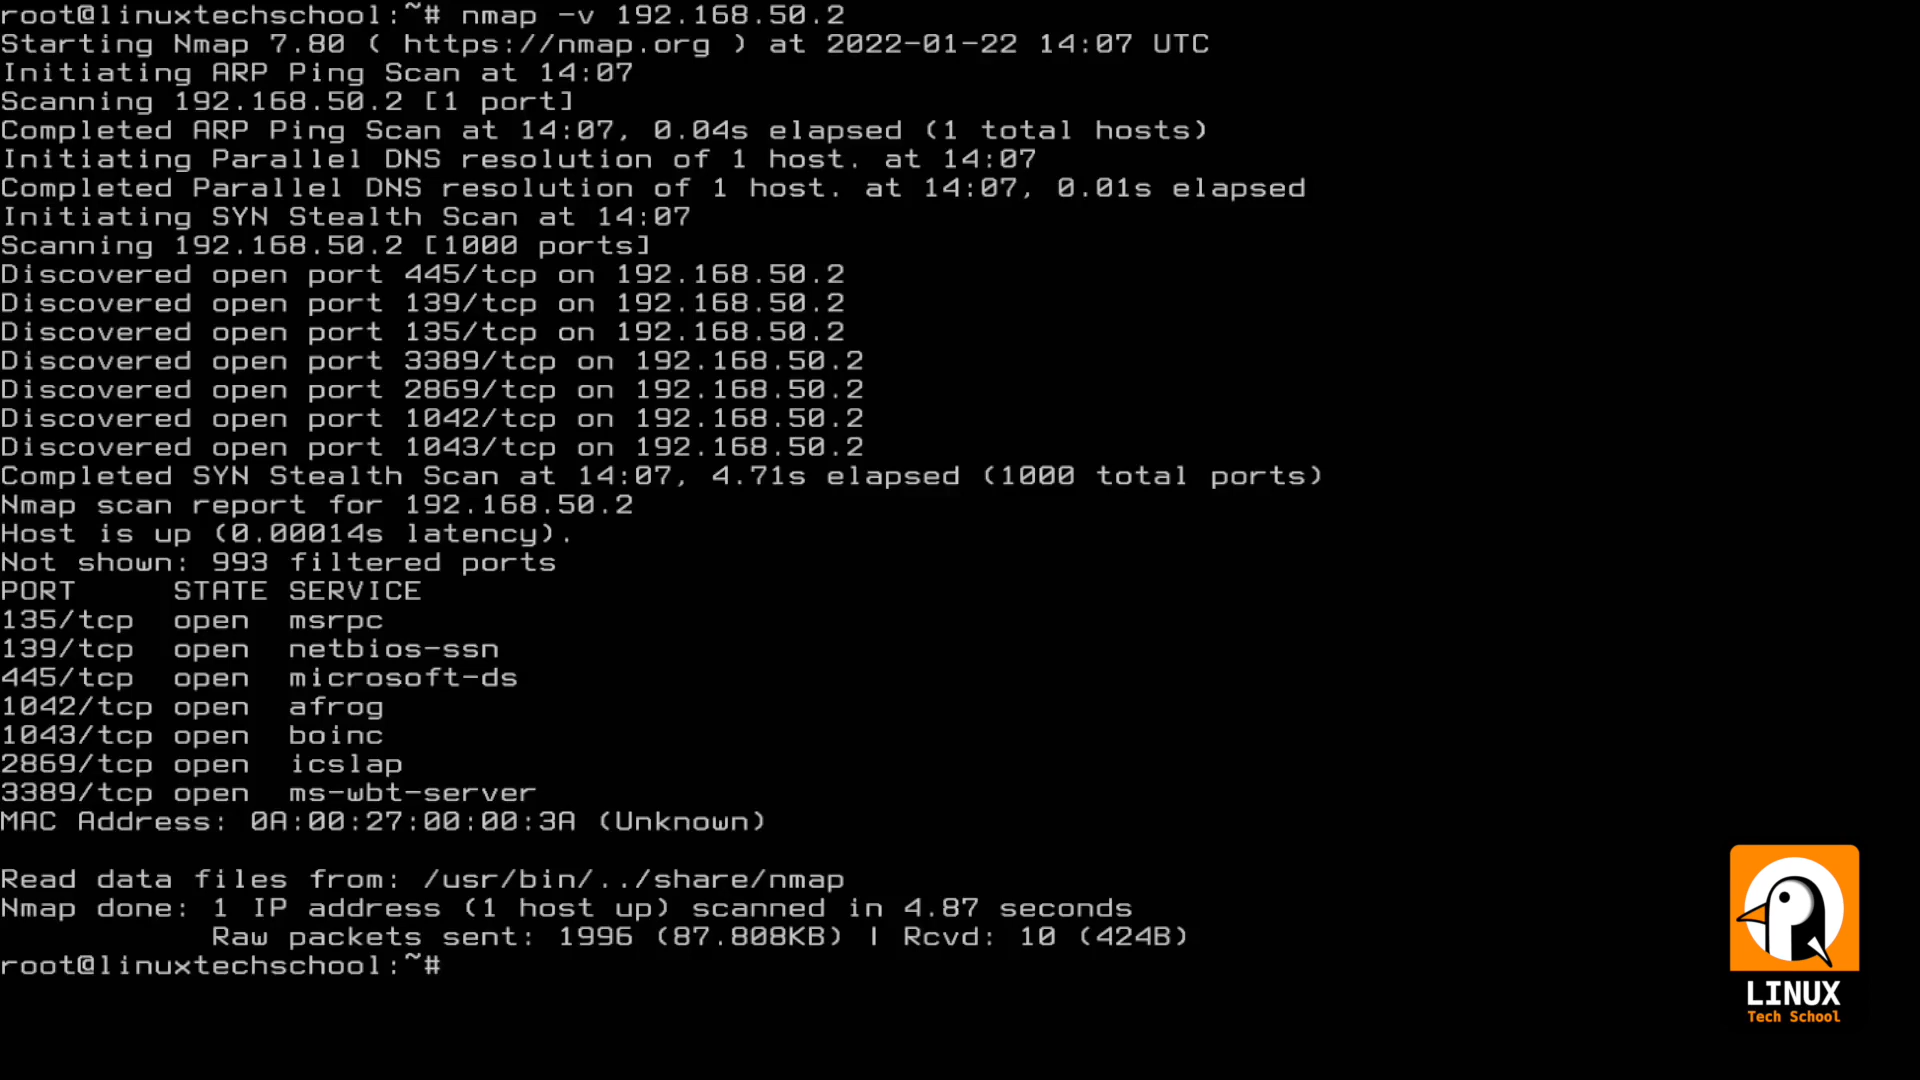 root@linuxtechschool:~# nmap -v 192.168.50.2
Starting Nmap 7.80 ( https://nmap.org ) at 2022-01-22 14:07 UTC
Initiating ARP Ping Scan at 14:07
Scanning 192.168.50.2 [1 port]
Completed ARP Ping Scan at 14:07, 0.04s elapsed (1 total hosts)
Initiating Parallel DNS resolution of 1 host. at 14:07
Completed Parallel DNS resolution of 1 host. at 14:07, 0.01s elapsed
Initiating SYN Stealth Scan at 14:07
Scanning 192.168.50.2 [1000 ports]
Discovered open port 445/tcp on 192.168.50.2
Discovered open port 139/tcp on 192.168.50.2
Discovered open port 135/tcp on 192.168.50.2
Discovered open port 3389/tcp on 192.168.50.2
Discovered open port 2869/tcp on 192.168.50.2
Discovered open port 1042/tcp on 192.168.50.2
Discovered open port 1043/tcp on 192.168.50.2
Completed SYN Stealth Scan at 14:07, 4.71s elapsed (1000 total ports)
Nmap scan report for 192.168.50.2
Host is up (0.00014s latency).
Not shown: 993 filtered ports
PORT     STATE SERVICE
135/tcp  open  msrpc
139/tcp  open  netbios-ssn
445/tcp  open  microsoft-ds
1042/tcp open  afrog
1043/tcp open  boinc
2869/tcp open  icslap
3389/tcp open  ms-wbt-server
MAC Address: 0A:00:27:00:00:3A (Unknown)
Read data files from: /usr/bin/../share/nmap
Nmap done: 1 IP address (1 host up) scanned in 4.87 seconds
           Raw packets sent: 1996 (87.808KB) | Rcvd: 10 (424B)
root@linuxtechschool:~#
LINUX
Tech School